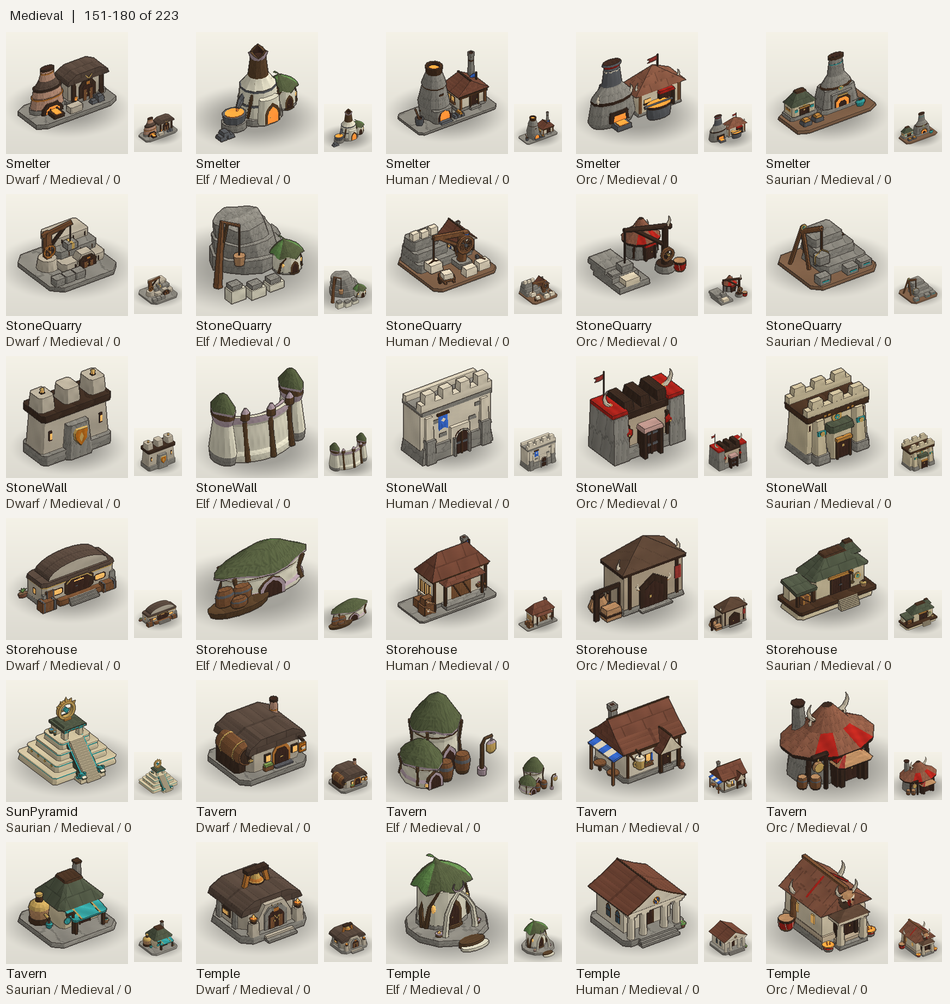 Medieval | 151-180 of 223
Smelter Smelter Smelter Smelter Smelter
Dwarf / Medieval / 0 Elf / Medieval / 0 Human / Medieval / 0 Orc / Medieval / 0 Saurian / Medieval / 0
StoneQuarry StoneQuarry StoneQuarry StoneQuarry StoneQuarry
Dwarf / Medieval / 0 Elf / Medieval / 0 Human / Medieval / 0 Orc / Medieval / 0 Saurian / Medieval / 0
StoneWall StoneWall StoneWall StoneWall StoneWall
Dwarf / Medieval / 0 Elf / Medieval / 0 Human / Medieval / 0 Orc / Medieval / 0 Saurian / Medieval / 0
Storehouse Storehouse Storehouse Storehouse Storehouse
Dwarf / Medieval / 0 Elf / Medieval / 0 Human / Medieval / 0 Orc / Medieval / 0 Saurian / Medieval / 0
SunPyramid Tavern Tavern Tavern Tavern
Saurian / Medieval / 0 Dwarf / Medieval / 0 Elf / Medieval / 0 Human / Medieval / 0 Orc / Medieval / 0
Tavern Temple Temple Temple Temple
Saurian / Medieval / 0 Dwarf / Medieval / 0 Elf / Medieval / 0 Human / Medieval / 0 Orc / Medieval / 0